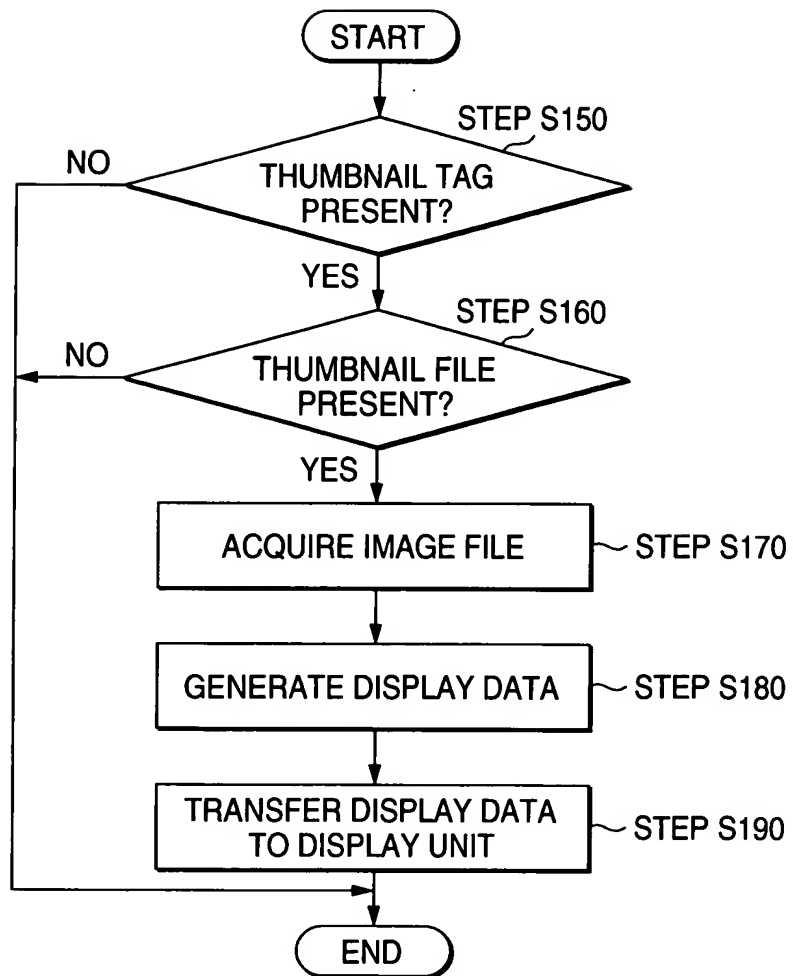 START
STEP S150
NO
THUMBNAIL TAG
PRESENT?
YES
STEP S160
NO
THUMBNAIL FILE
PRESENT?
YES
ACQUIRE IMAGE FILE
STEP S170
GENERATE DISPLAY DATA
STEP S180
TRANSFER DISPLAY DATA
TO DISPLAY UNIT
STEP S190
END